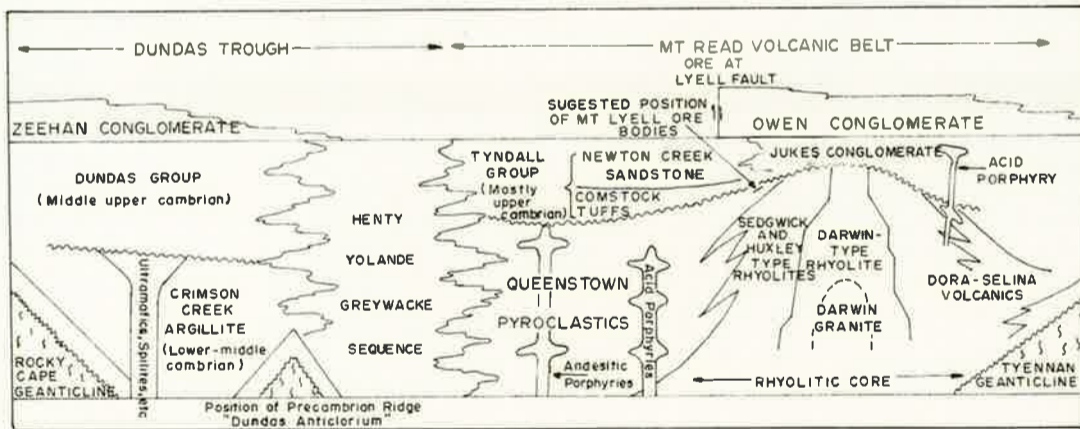 DUNDAS TROUGH
MT READ VOLCANIC BELT
ORE AT
LYELL FAULT
SUGESTED POSITION
OF MT LYELL ORE
BODIES
ZEEHAN CONGLOMERATE
OWEN CONGLOMERATE
JUKES CONGLOMERATE
ACID
PORPHYRY
DUNDAS GROUP
(Middle upper cambrian)
TYNDALL
GROUP
(Mostly
upper
cambrian)
NEWTON CREEK
SANDSTONE
COMSTOCK
TUFFS
HENTY
YOLANDE
GREYWACKE
SEQUENCE
Ultramafics, Spilites, etc
CRIMSON
CREEK
ARGILLITE
(Lower-middle
cambrian)
ROCKY
CAPE
GEANTICLINE
Position of Precambrian Ridge
"Dundas Anticlorium"
QUEENSTOWN
PYROCLASTICS
Andesitic
Porphyries
Acid Porphyries
SEDGWICK
AND
HUXLEY
TYPE
RHYOLITES
DARWIN-
TYPE
RHYOLITE
DARWIN
GRANITE
RHYOLITIC CORE
DORA-SELINA
VOLCANICS
TYENNAN
GEANTICLINE